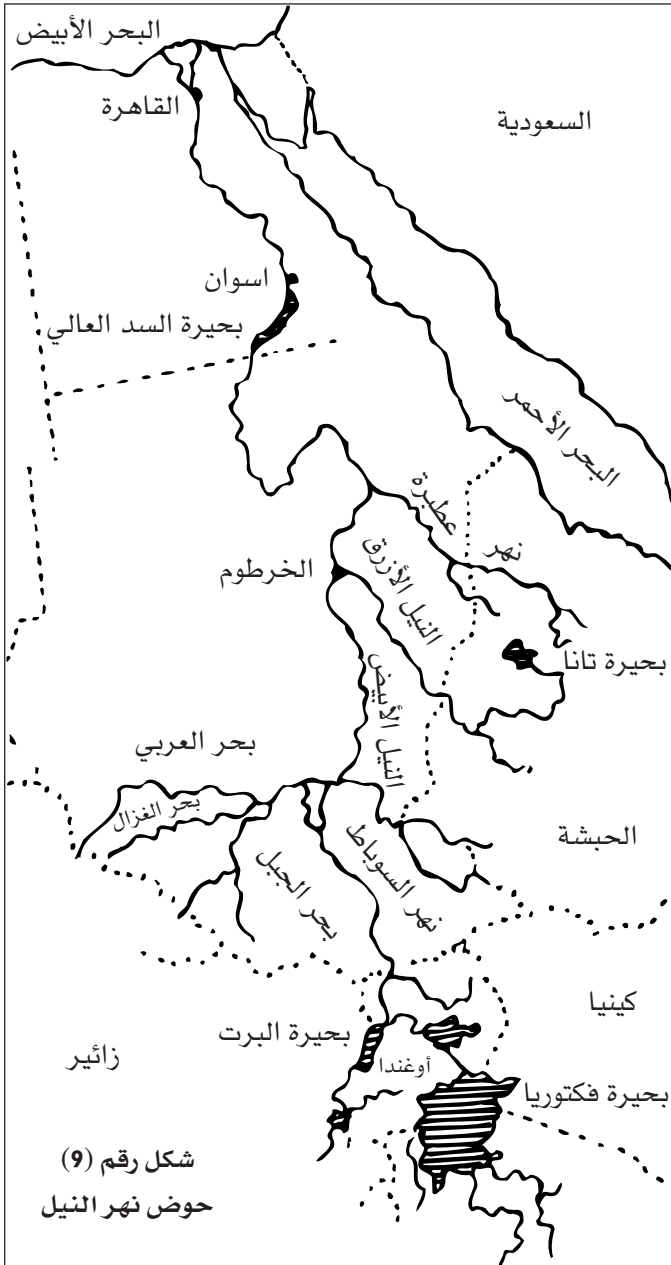 البحر الأبيض
القاهرة
السعودية
اسوان
بحيرة السد العالي
البحر الأحمر
نهر عطبرة
الخرطوم
النيل الأزرق
بحيرة تانا
النيل الأبيض
بحر العربي
بحر الغزال
الحبشة
نهر السوباط
بحر الجبل
كينيا
بحيرة البرت
زائير
أوغندا
بحيرة فكتوريا
شكل رقم (9)
حوض نهر النيل